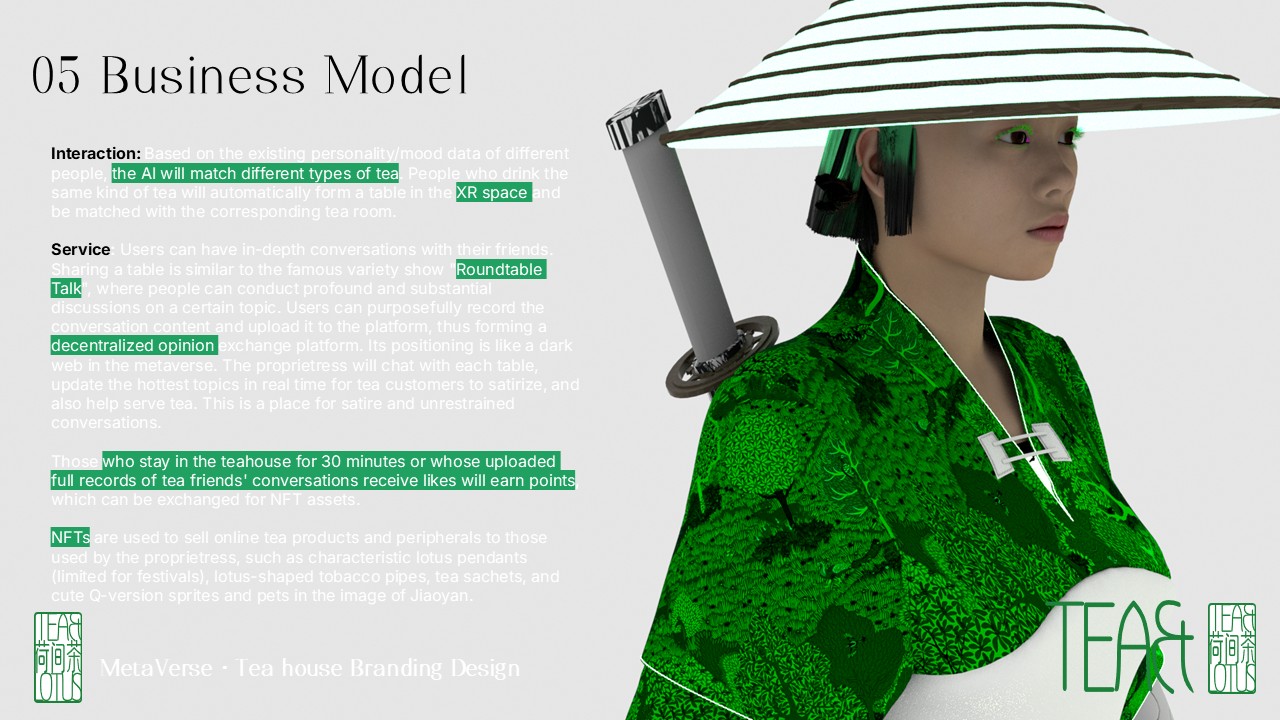 05 Business Model
Interaction: Based on the existing personality/mood data of different
people, the AI will match different types of tea. People who drink the
same kind of tea will automatically form a table in the XR space and
be matched with the corresponding tea room.
Service: Users can have in-depth conversations with their friends.
Sharing a table is similar to the famous variety show "Roundtable
Talk", where people can conduct profound and substantial
discussions on a certain topic. Users can purposefully record the
conversation content and upload it to the platform, thus forming a
decentralized opinion exchange platform. Its positioning is like a dark
web in the metaverse. The proprietress will chat with each table,
update the hottest topics in real time for tea customers to satirize, and
also help serve tea. This is a place for satire and unrestrained
conversations.
Those who stay in the teahouse for 30 minutes or whose uploaded
full records of tea friends' conversations receive likes will earn points,
which can be exchanged for NFT assets.
NFTs are used to sell online tea products and peripherals to those
used by the proprietress, such as characteristic lotus pendants
(limited for festivals), lotus-shaped tobacco pipes, tea sachets, and
cute Q-version sprites and pets in the image of Jiaoyan.
TEA&
荷间茶
LOTUS
MetaVerse · Tea house Branding Design
TEA&
TEA&
荷间茶
LOTUS